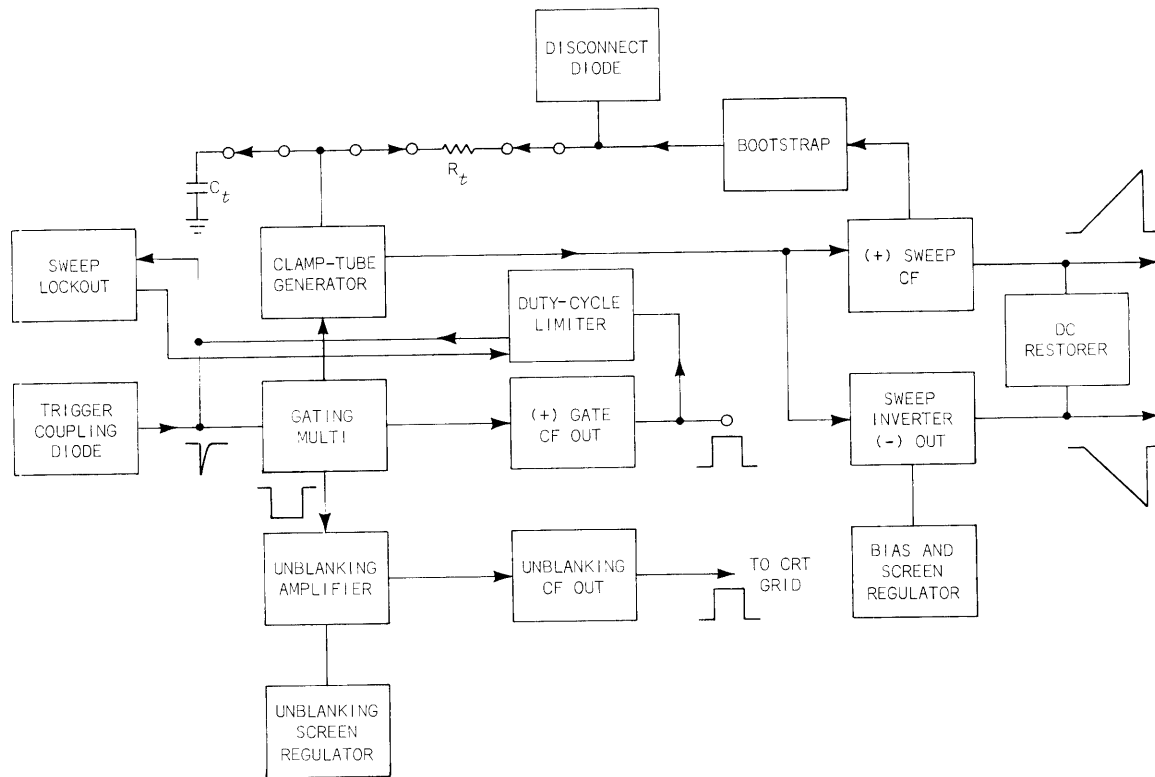 DISCONNECT
DIODE
BOOTSTRAP
R_t
C_t
SWEEP
LOCKOUT
CLAMP-TUBE
GENERATOR
(+) SWEEP
CF
DUTY-CYCLE
LIMITER
DC
RESTORER
TRIGGER
COUPLING
DIODE
GATING
MULTI
(+) GATE
CF OUT
SWEEP
INVERTER
(-) OUT
UNBLANKING
AMPLIFIER
UNBLANKING
CF OUT
TO CRT
GRID
BIAS AND
SCREEN
REGULATOR
UNBLANKING
SCREEN
REGULATOR